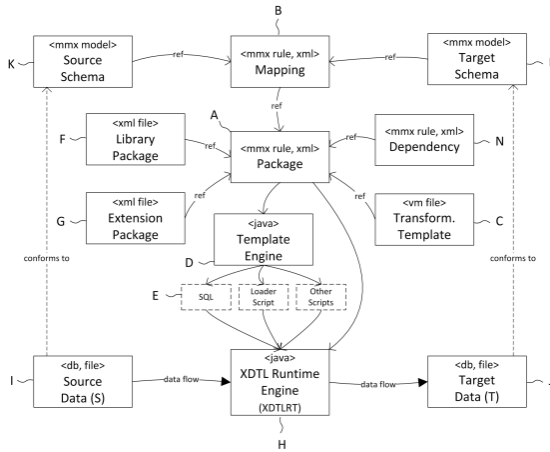 B
K
<mmx model>
Source
Schema
ref
<mmx rule, xml>
Mapping
ref
<mmx model>
Target
Schema
ref
A
F
<xml file>
Library
Package
ref
<mmx rule, xml>
Package
ref
<mmx rule, xml>
Dependency
N
G
<xml file>
Extension
Package
ref
ref
<vm file>
Transform.
Template
C
<java>
Template
Engine
D
conforms to
conforms to
E
SQL
Loader
Script
Other
Scripts
I
<db, file>
Source
Data (S)
data flow
<java>
XDTL Runtime
Engine
(XDTLRT)
data flow
<db, file>
Target
Data (T)
H